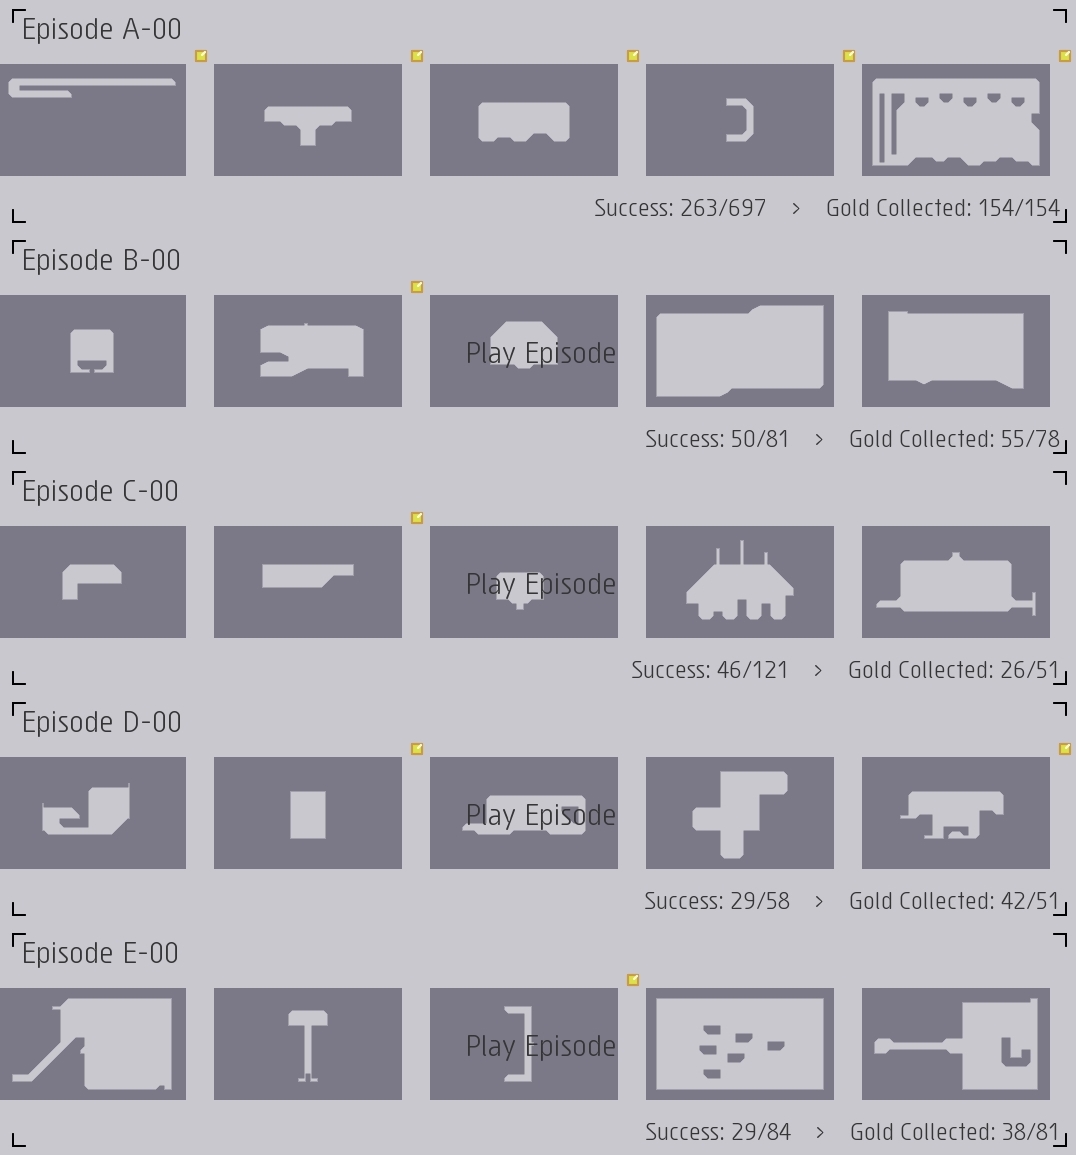 Episode A-00
Success: 263/697 > Gold Collected: 154/154
Episode B-00
Play Episode
Success: 50/81 > Gold Collected: 55/78
Episode C-00
Play Episode
Success: 46/121 > Gold Collected: 26/51
Episode D-00
Play Episode
Success: 29/58 > Gold Collected: 42/51
Episode E-00
Play Episode
Success: 29/84 > Gold Collected: 38/81